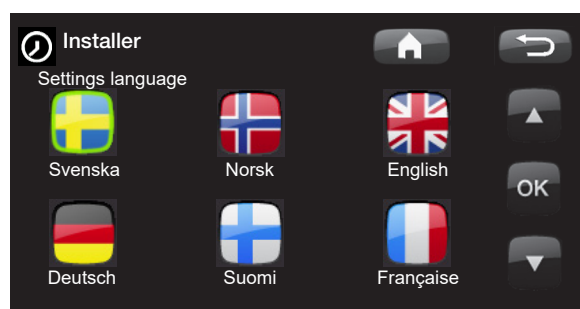 Installer
Settings language
Svenska Norsk English
OK
Deutsch Suomi Française